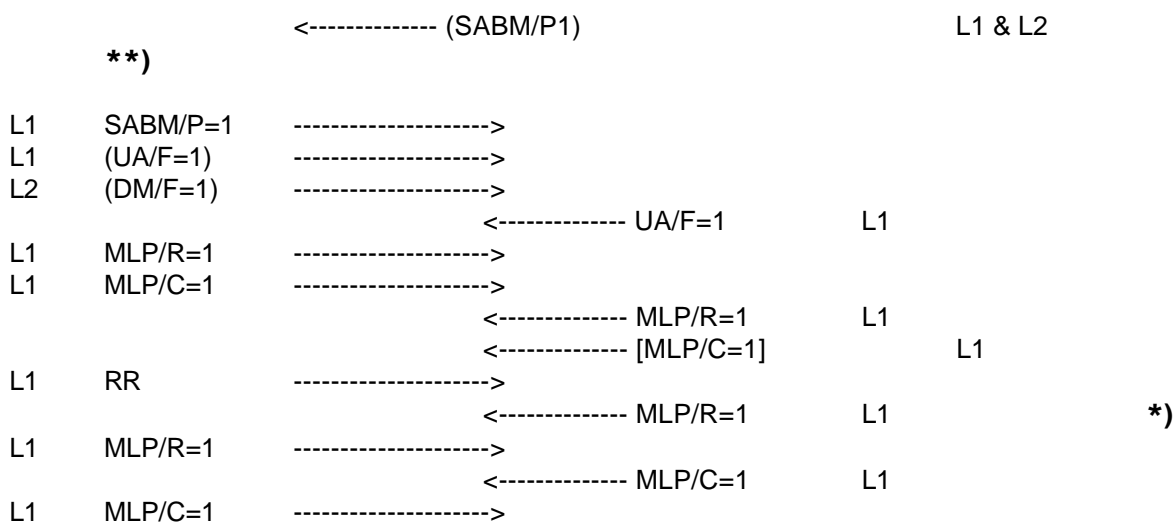 <-------------- (SABM/P1) L1 & L2
**)
L1 SABM/P=1 --------------------->
L1 (UA/F=1) --------------------->
L2 (DM/F=1) --------------------->
<-------------- UA/F=1 L1
L1 MLP/R=1 --------------------->
L1 MLP/C=1 --------------------->
<-------------- MLP/R=1 L1
<-------------- [MLP/C=1] L1
L1 RR --------------------->
<-------------- MLP/R=1 L1 *)
L1 MLP/R=1 --------------------->
<-------------- MLP/C=1 L1
L1 MLP/C=1 --------------------->